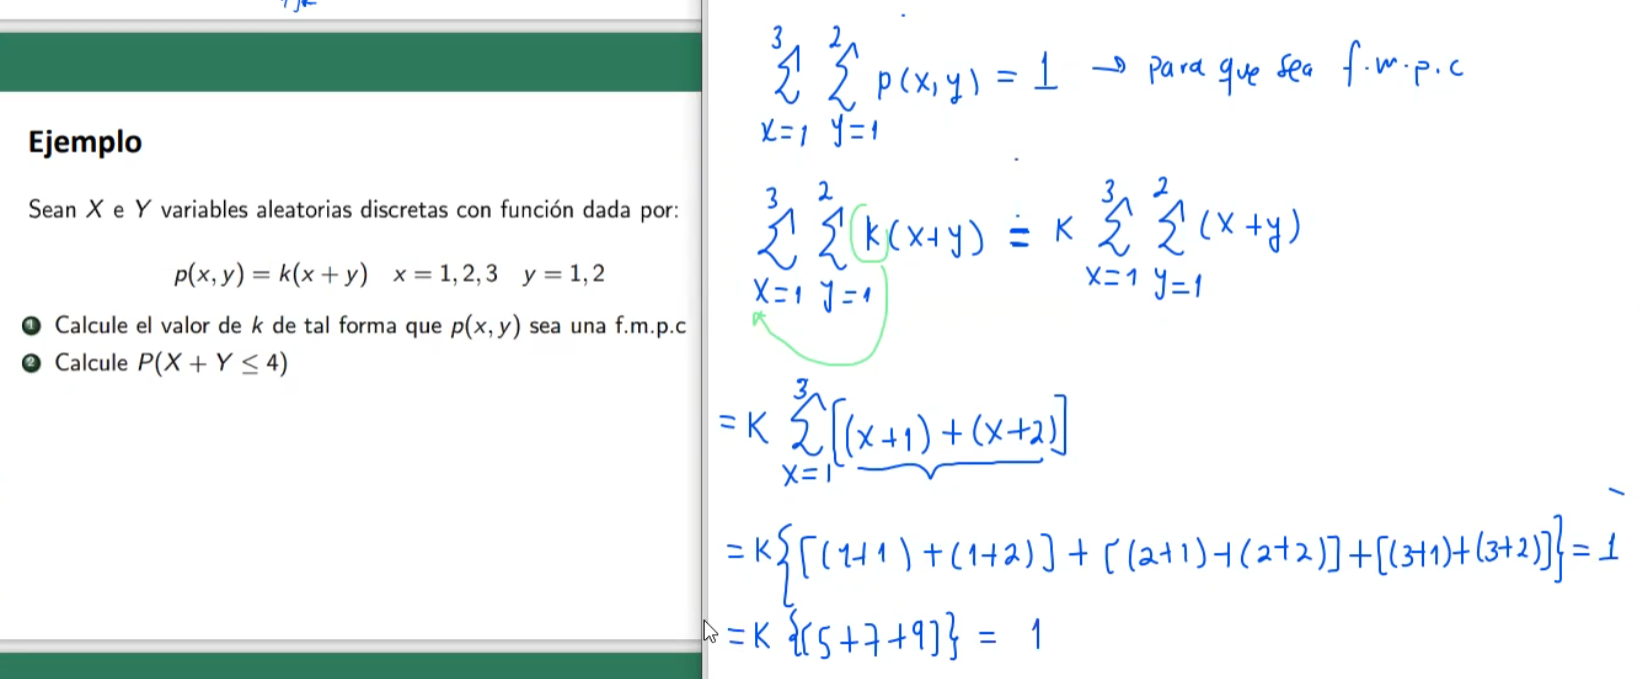 Ejemplo
Sean X e Y variables aleatorias discretas con función dada por:
p(x, y) = k(x + y)   x = 1, 2, 3   y = 1, 2
1 Calcule el valor de k de tal forma que p(x, y) sea una f.m.p.c
2 Calcule P(X + Y ≤ 4)
3 2
∑ ∑ p(x,y) = 1 → para que sea f.m.p.c
x=1 y=1
3 2 3 2
∑ ∑ k(x+y) = K ∑ ∑ (x+y)
x=1 y=1 x=1 y=1
3
= K ∑ [(x+1) + (x+2)]
x=1
= K{[(1+1) + (1+2)] + [(2+1)+(2+2)] + [(3+1)+(3+2)]} = 1
= K {[5+7+9]} = 1